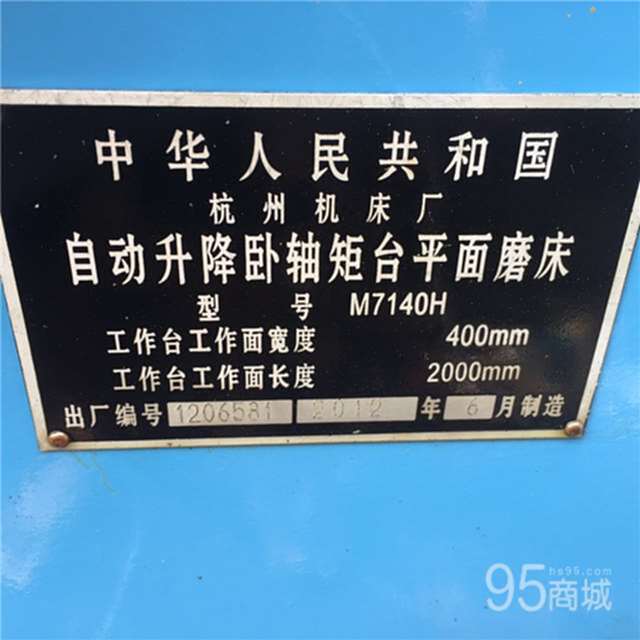 中华人民共和国
杭州机床厂
自动升降卧轴矩台平面磨床
型 号 M7140H
工作台工作面宽度 400mm
工作台工作面长度 2000mm
出厂编号 1206581 2012 年 6 月制造
hs95.com
95商城